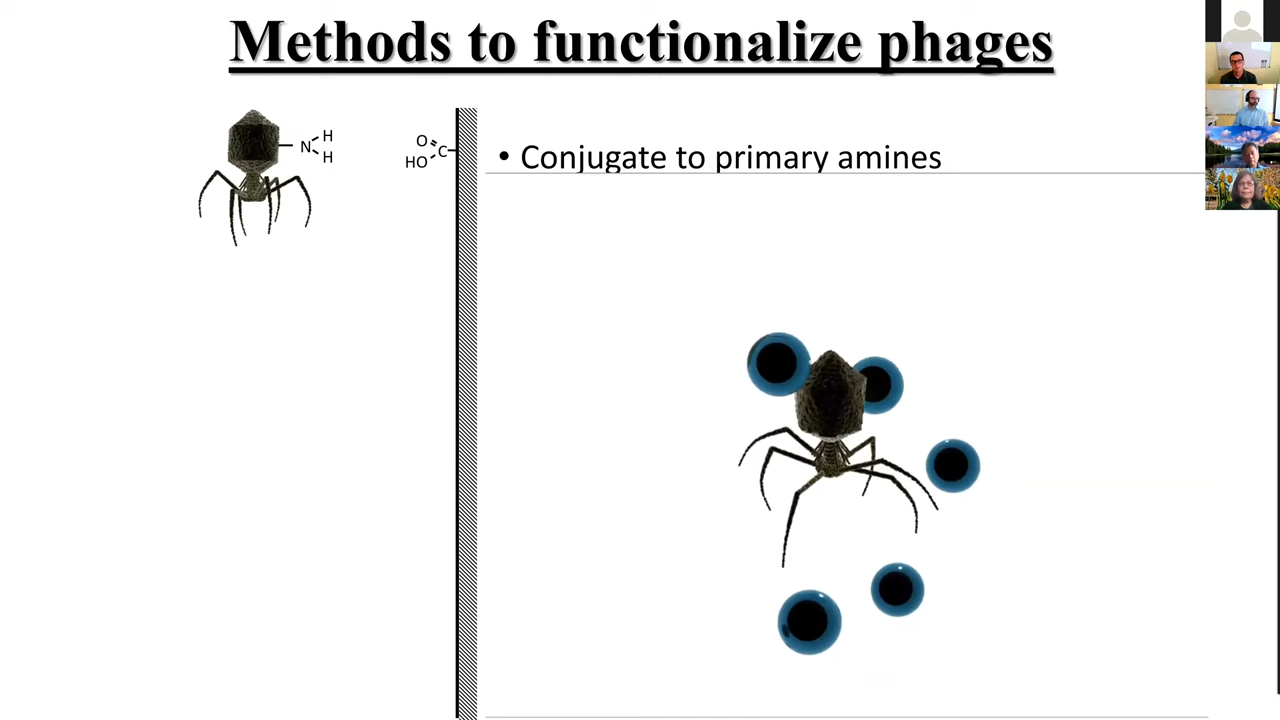 Methods to functionalize phages
N H H
O C HO
• Conjugate to primary amines